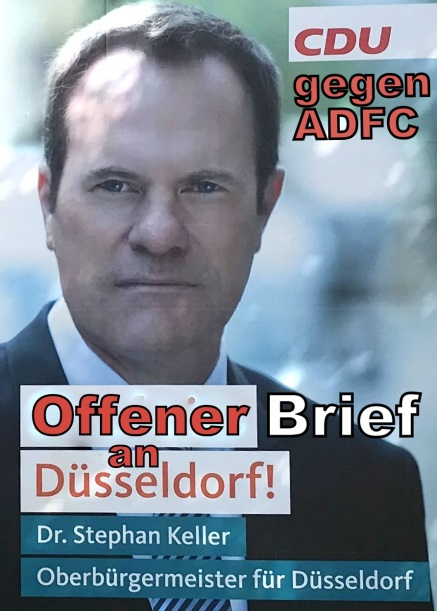 CDU
gegen
ADFC
Offener Brief
an
Düsseldorf!
Dr. Stephan Keller
Oberbürgermeister für Düsseldorf